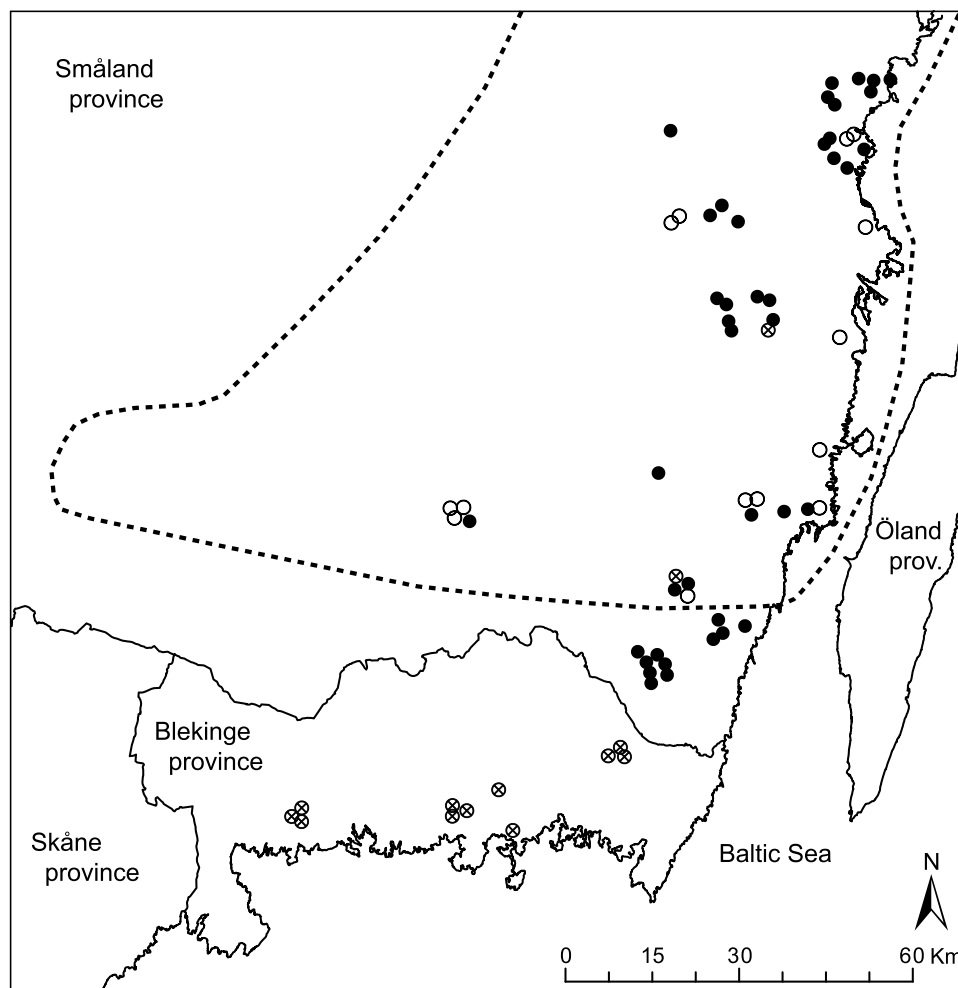 Småland
province
Öland
prov.
Blekinge
province
Skåne
province
Baltic Sea
N
0 15 30 60 Km